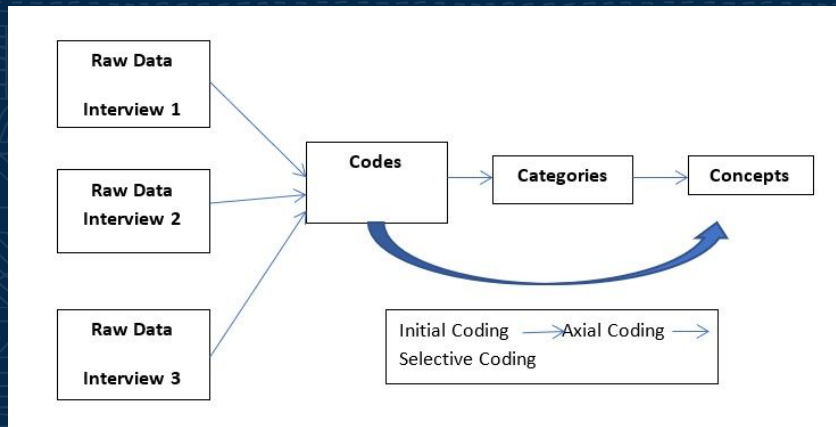 Raw Data
Interview 1
Raw Data
Interview 2
Raw Data
Interview 3
Codes
Categories
Concepts
Initial Coding Axial Coding
Selective Coding